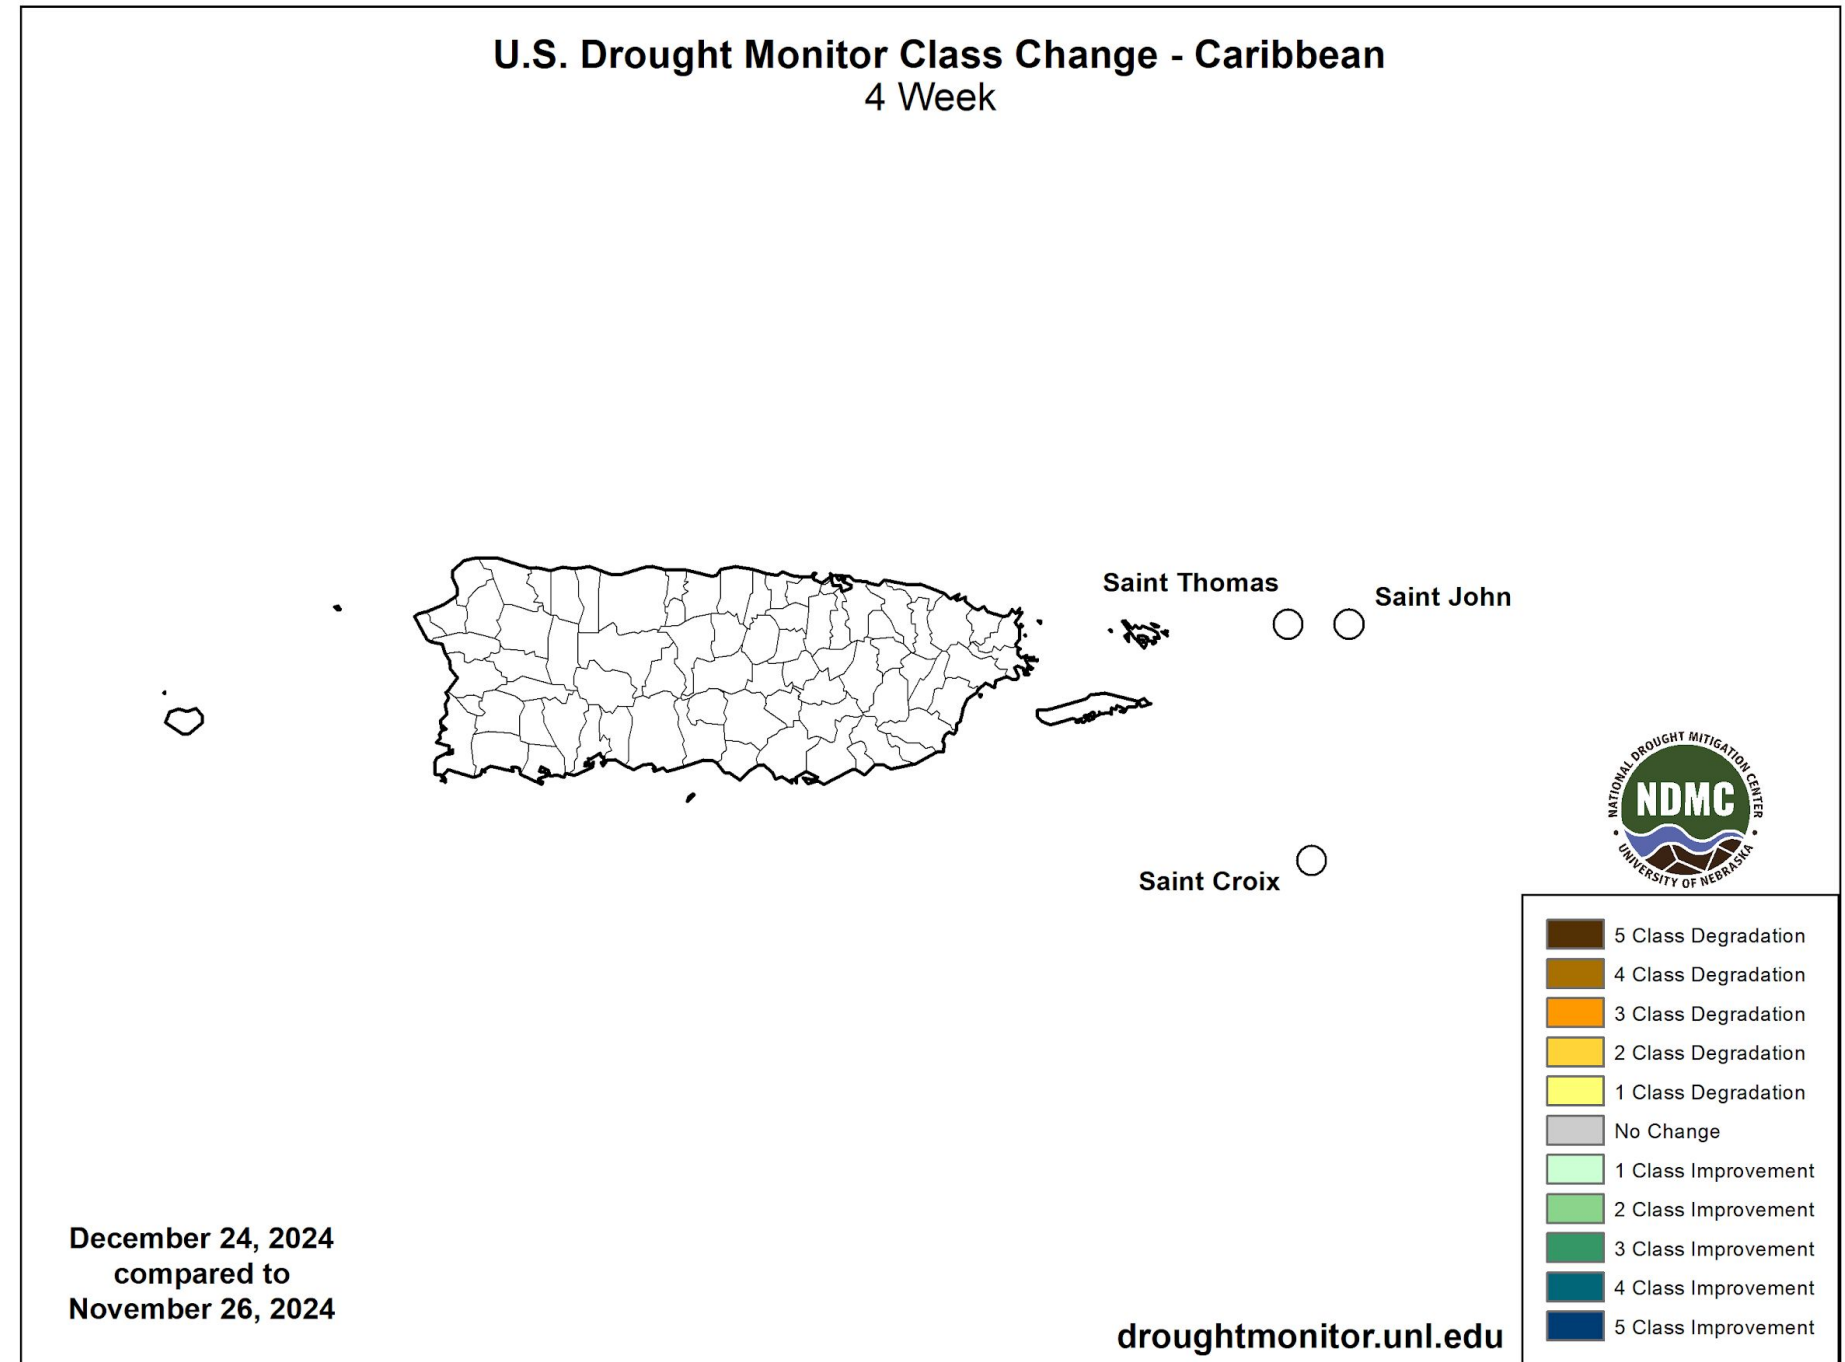 U.S. Drought Monitor Class Change - Caribbean
4 Week
Saint Thomas
Saint John
Saint Croix
NATIONAL DROUGHT MITIGATION CENTER
NDMC
UNIVERSITY OF NEBRASKA
5 Class Degradation
4 Class Degradation
3 Class Degradation
2 Class Degradation
1 Class Degradation
No Change
1 Class Improvement
2 Class Improvement
3 Class Improvement
4 Class Improvement
5 Class Improvement
December 24, 2024
compared to
November 26, 2024
droughtmonitor.unl.edu